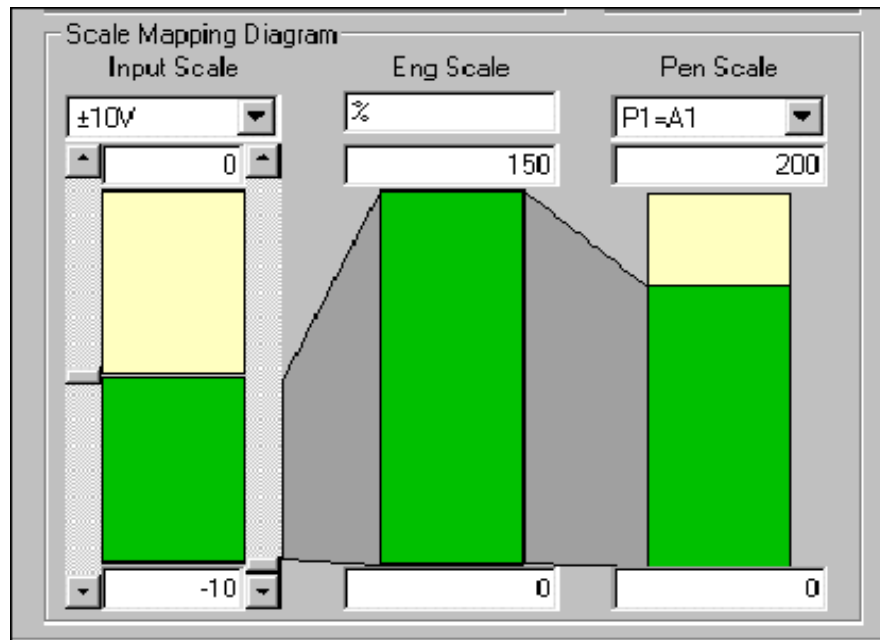 Scale Mapping Diagram
Input Scale Eng Scale Pen Scale
±10V % P1=A1
0 150 200
-10 0 0